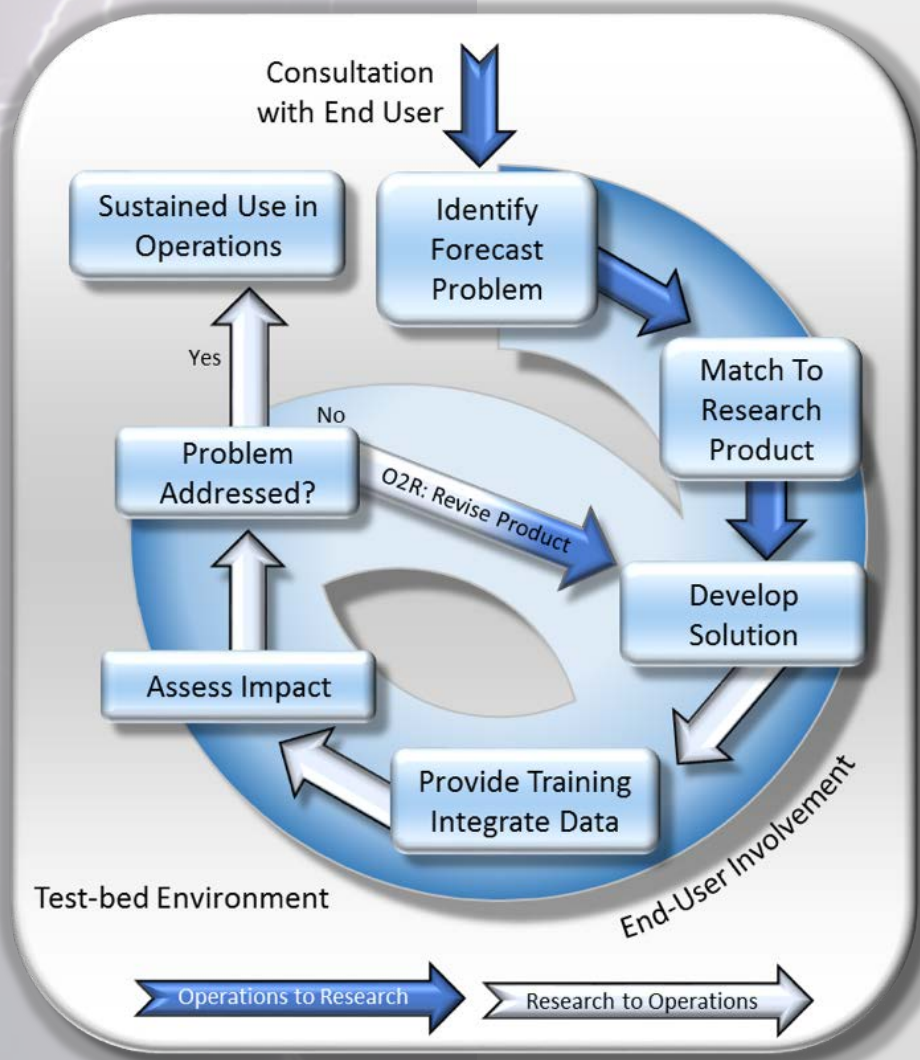 Consultation
with End User
Identify
Forecast
Problem
Sustained Use in
Operations
Match To
Research
Product
Yes
No
Problem
Addressed?
O2R: Revise Product
Develop
Solution
Assess Impact
Provide Training
Integrate Data
Test-bed Environment
End-User Involvement
Operations to Research
Research to Operations